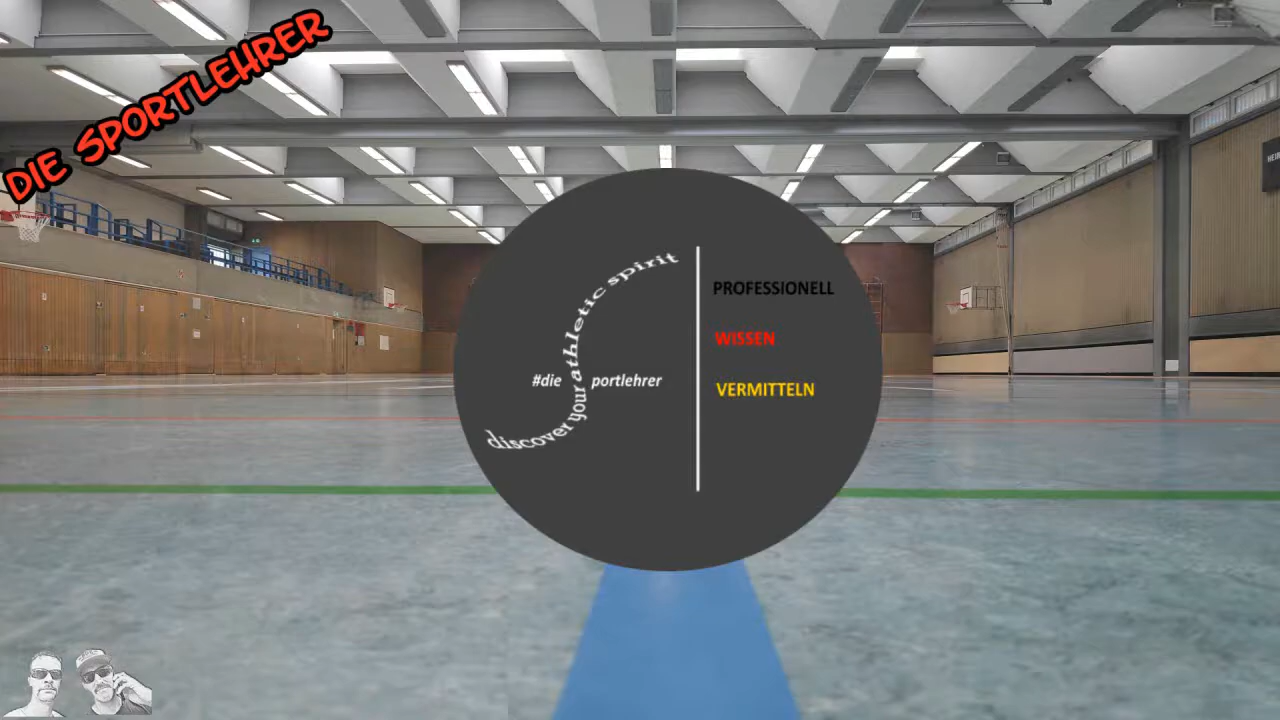 DIE SPORTLEHRER
discover your athletic spirit
#die portlehrer
PROFESSIONELL
WISSEN
VERMITTELN